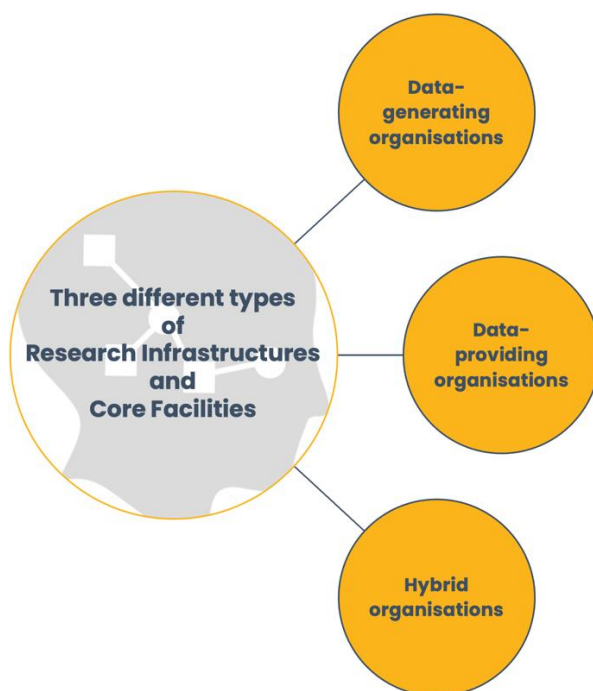 Data-
generating
organisations
Three different types
of
Research Infrastructures
and
Core Facilities
Data-
providing
organisations
Hybrid
organisations